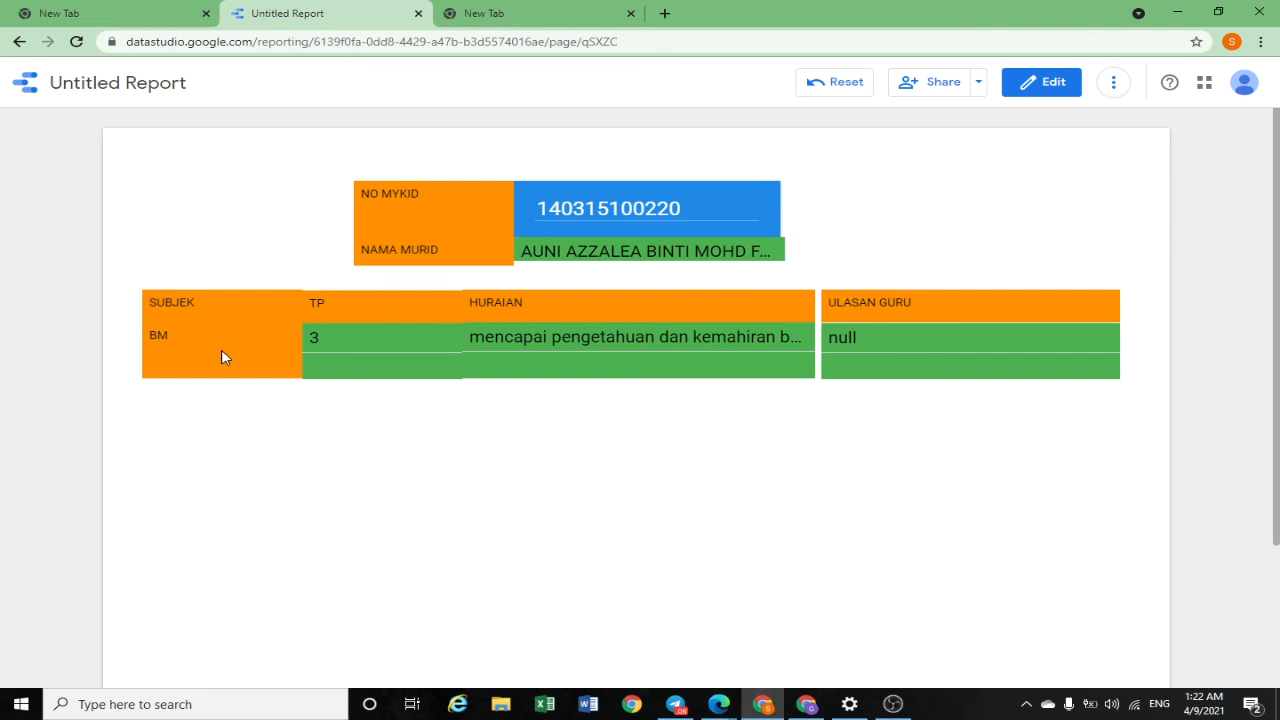 New Tab
Untitled Report
New Tab
datastudio.google.com/reporting/6139f0fa-0dd8-4429-a47b-b3d5574016ae/page/qSXZC
S
Untitled Report
Reset
Share
Edit
NO MYKID
140315100220
NAMA MURID
AUNI AZZALEA BINTI MOHD F...
SUBJEK
TP
HURAIAN
ULASAN GURU
BM
3
mencapai pengetahuan dan kemahiran b...
null
Type here to search
ENG
1:22 AM
4/9/2021
2